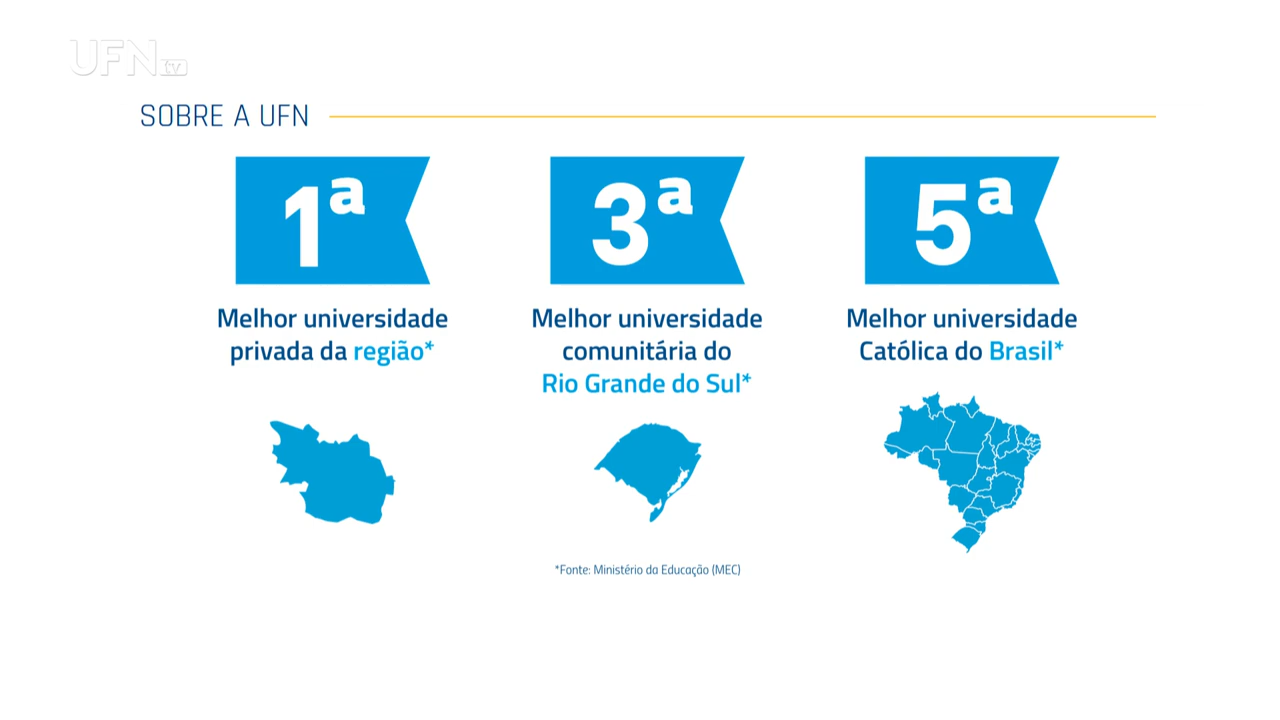 UFN tv
SOBRE A UFN
1ª
Melhor universidade
privada da região*
3ª
Melhor universidade
comunitária do
Rio Grande do Sul*
5ª
Melhor universidade
Católica do Brasil*
*Fonte: Ministério da Educação (MEC)